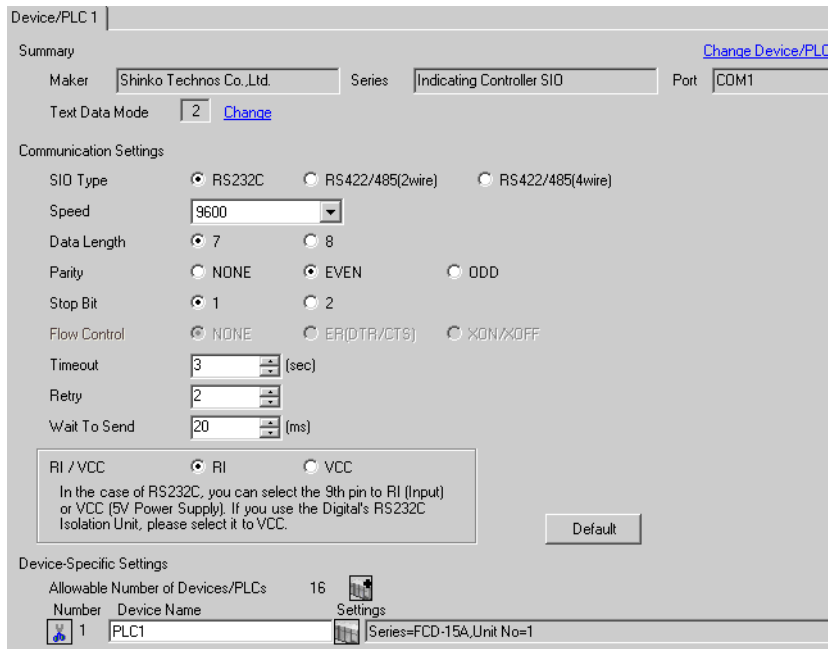 Device/PLC 1
Summary Change Device/PLC
Maker Shinko Technos Co.,Ltd. Series Indicating Controller SIO Port COM1
Text Data Mode 2 Change
Communication Settings
SIO Type RS232C RS422/485(2wire) RS422/485(4wire)
Speed 9600
Data Length 7 8
Parity NONE EVEN ODD
Stop Bit 1 2
Flow Control NONE ER(DTR/CTS) XON/XOFF
Timeout 3 (sec)
Retry 2
Wait To Send 20 (ms)
RI / VCC RI VCC
In the case of RS232C, you can select the 9th pin to RI (Input)
or VCC (5V Power Supply). If you use the Digital's RS232C
Isolation Unit, please select it to VCC.
Default
Device-Specific Settings
Allowable Number of Devices/PLCs 16
Number Device Name Settings
1 PLC1 Series=FCD-15A,Unit No=1